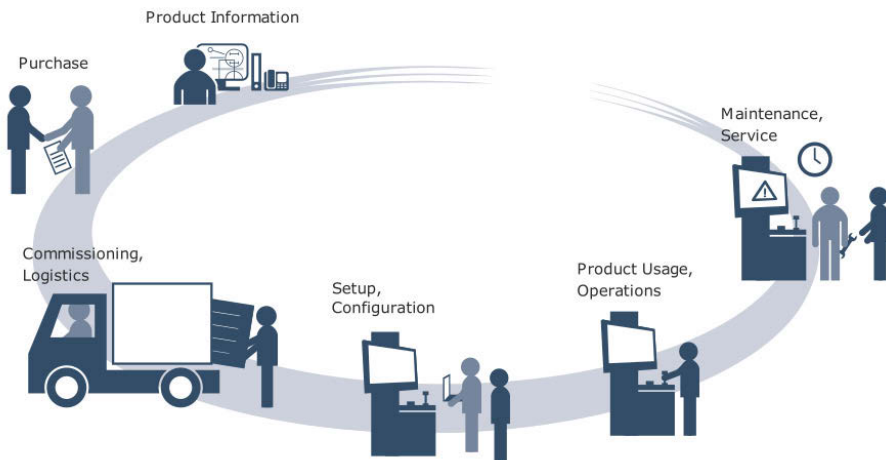 Product Information
Purchase
Commissioning,
Logistics
Setup,
Configuration
Product Usage,
Operations
Maintenance,
Service